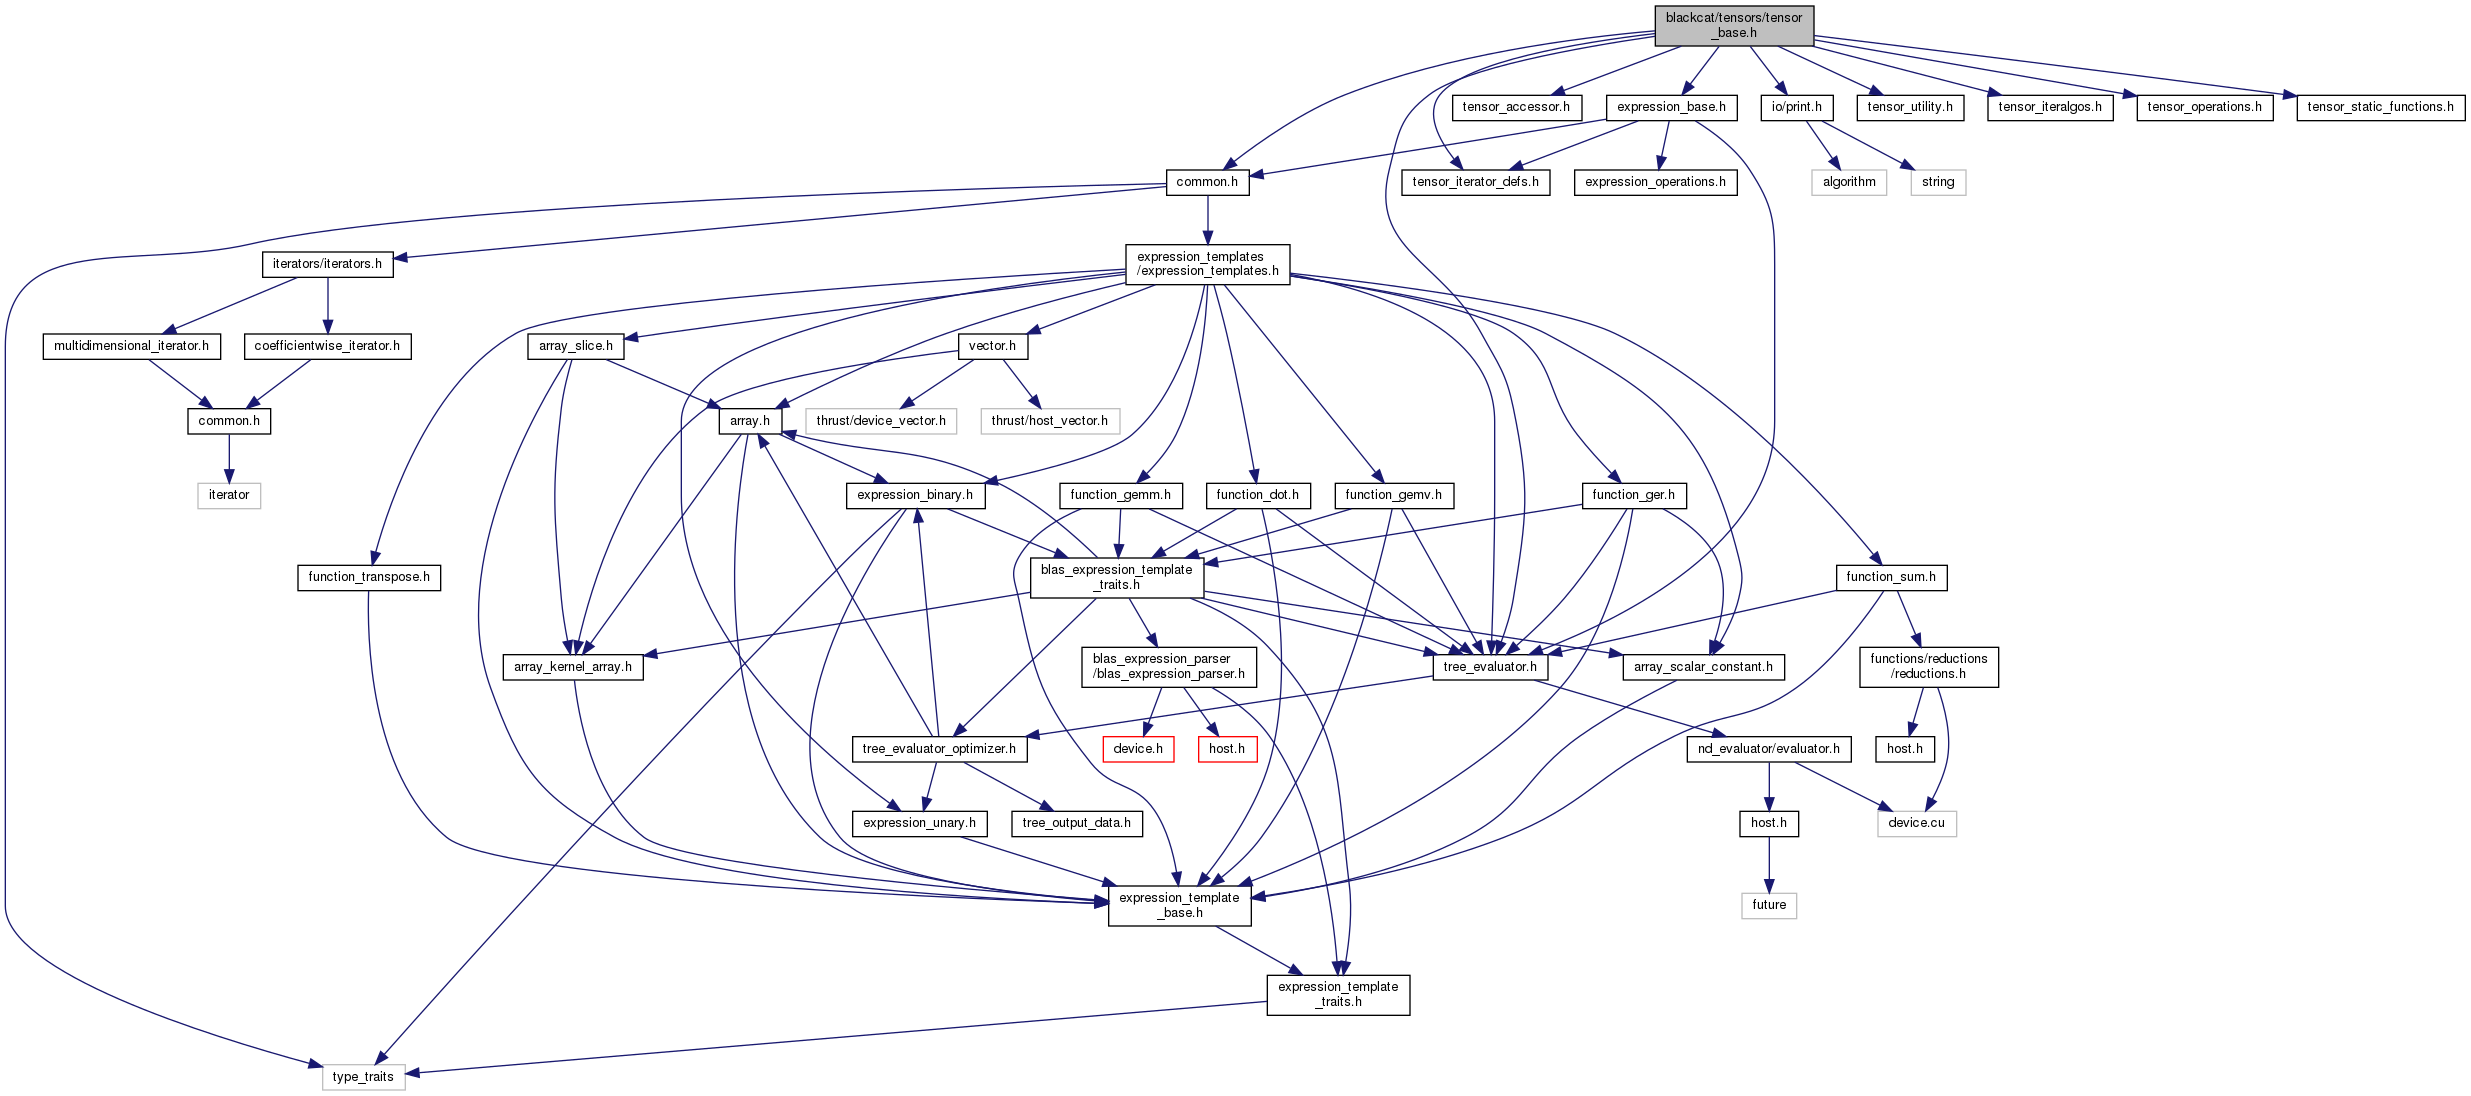 blackcat/tensors/tensor
_base.h
tensor_accessor.h
expression_base.h
io/print.h
tensor_utility.h
tensor_iteralgos.h
tensor_operations.h
tensor_static_functions.h
common.h
tensor_iterator_defs.h
expression_operations.h
algorithm
string
iterators/iterators.h
expression_templates
/expression_templates.h
multidimensional_iterator.h
coefficientwise_iterator.h
array_slice.h
vector.h
common.h
array.h
thrust/device_vector.h
thrust/host_vector.h
iterator
expression_binary.h
function_gemm.h
function_dot.h
function_gemv.h
function_ger.h
function_transpose.h
blas_expression_template
_traits.h
function_sum.h
array_kernel_array.h
blas_expression_parser
/blas_expression_parser.h
tree_evaluator.h
array_scalar_constant.h
functions/reductions
/reductions.h
tree_evaluator_optimizer.h
device.h
host.h
nd_evaluator/evaluator.h
host.h
expression_unary.h
tree_output_data.h
host.h
device.cu
expression_template
_base.h
future
expression_template
_traits.h
type_traits